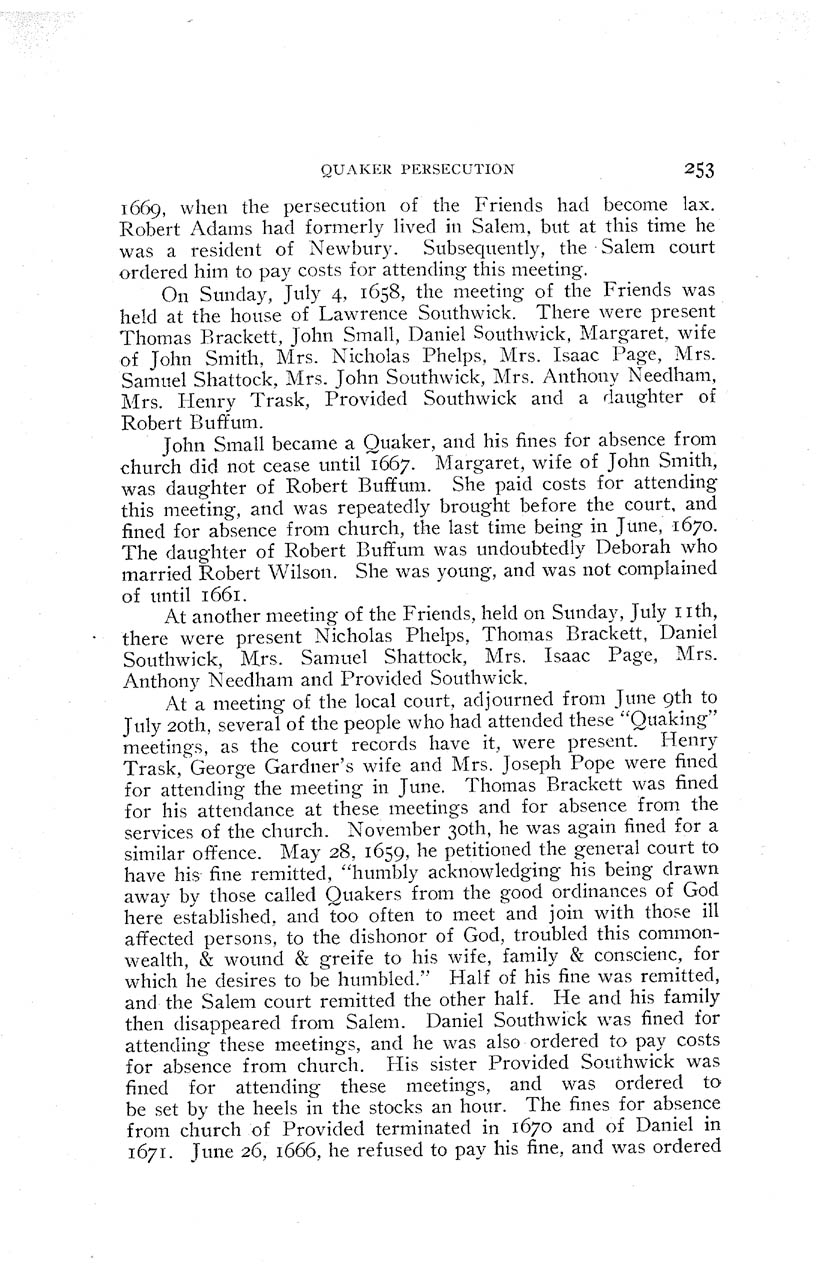 QUAKER PERSECUTION 253
1669, when the persecution of the Friends had become lax.
Robert Adams had formerly lived in Salem, but at this time he
was a resident of Newbury. Subsequently, the Salem court
ordered him to pay costs for attending this meeting.
On Sunday, July 4, 1658, the meeting of the Friends was
held at the house of Lawrence Southwick. There were present
Thomas Brackett, John Small, Daniel Southwick, Margaret, wife
of John Smith, Mrs. Nicholas Phelps, Mrs. Isaac Page, Mrs.
Samuel Shattock, Mrs. John Southwick, Mrs. Anthony Needham,
Mrs. Henry Trask, Provided Southwick and a daughter of
Robert Buffum.
John Small became a Quaker, and his fines for absence from
church did not cease until 1667. Margaret, wife of John Smith,
was daughter of Robert Buffum. She paid costs for attending
this meeting, and was repeatedly brought before the court, and
fined for absence from church, the last time being in June, 1670.
The daughter of Robert Buffum was undoubtedly Deborah who
married Robert Wilson. She was young, and was not complained
of until 1661.
At another meeting of the Friends, held on Sunday, July 11th,
there were present Nicholas Phelps, Thomas Brackett, Daniel
Southwick, Mrs. Samuel Shattock, Mrs. Isaac Page, Mrs.
Anthony Needham and Provided Southwick.
At a meeting of the local court, adjourned from June 9th to
July 20th, several of the people who had attended these "Quaking"
meetings, as the court records have it, were present. Henry
Trask, George Gardner's wife and Mrs. Joseph Pope were fined
for attending the meeting in June. Thomas Brackett was fined
for his attendance at these meetings and for absence from the
services of the church. November 30th, he was again fined for a
similar offence. May 28, 1659, he petitioned the general court to
have his fine remitted, "humbly acknowledging his being drawn
away by those called Quakers from the good ordinances of God
here established, and too often to meet and join with those ill
affected persons, to the dishonor of God, troubled this common-
wealth, & wound & greife to his wife, family & conscienc, for
which he desires to be humbled." Half of his fine was remitted,
and the Salem court remitted the other half. He and his family
then disappeared from Salem. Daniel Southwick was fined for
attending these meetings, and he was also ordered to pay costs
for absence from church. His sister Provided Southwick was
fined for attending these meetings, and was ordered to
be set by the heels in the stocks an hour. The fines for absence
from church of Provided terminated in 1670 and of Daniel in
1671. June 26, 1666, he refused to pay his fine, and was ordered